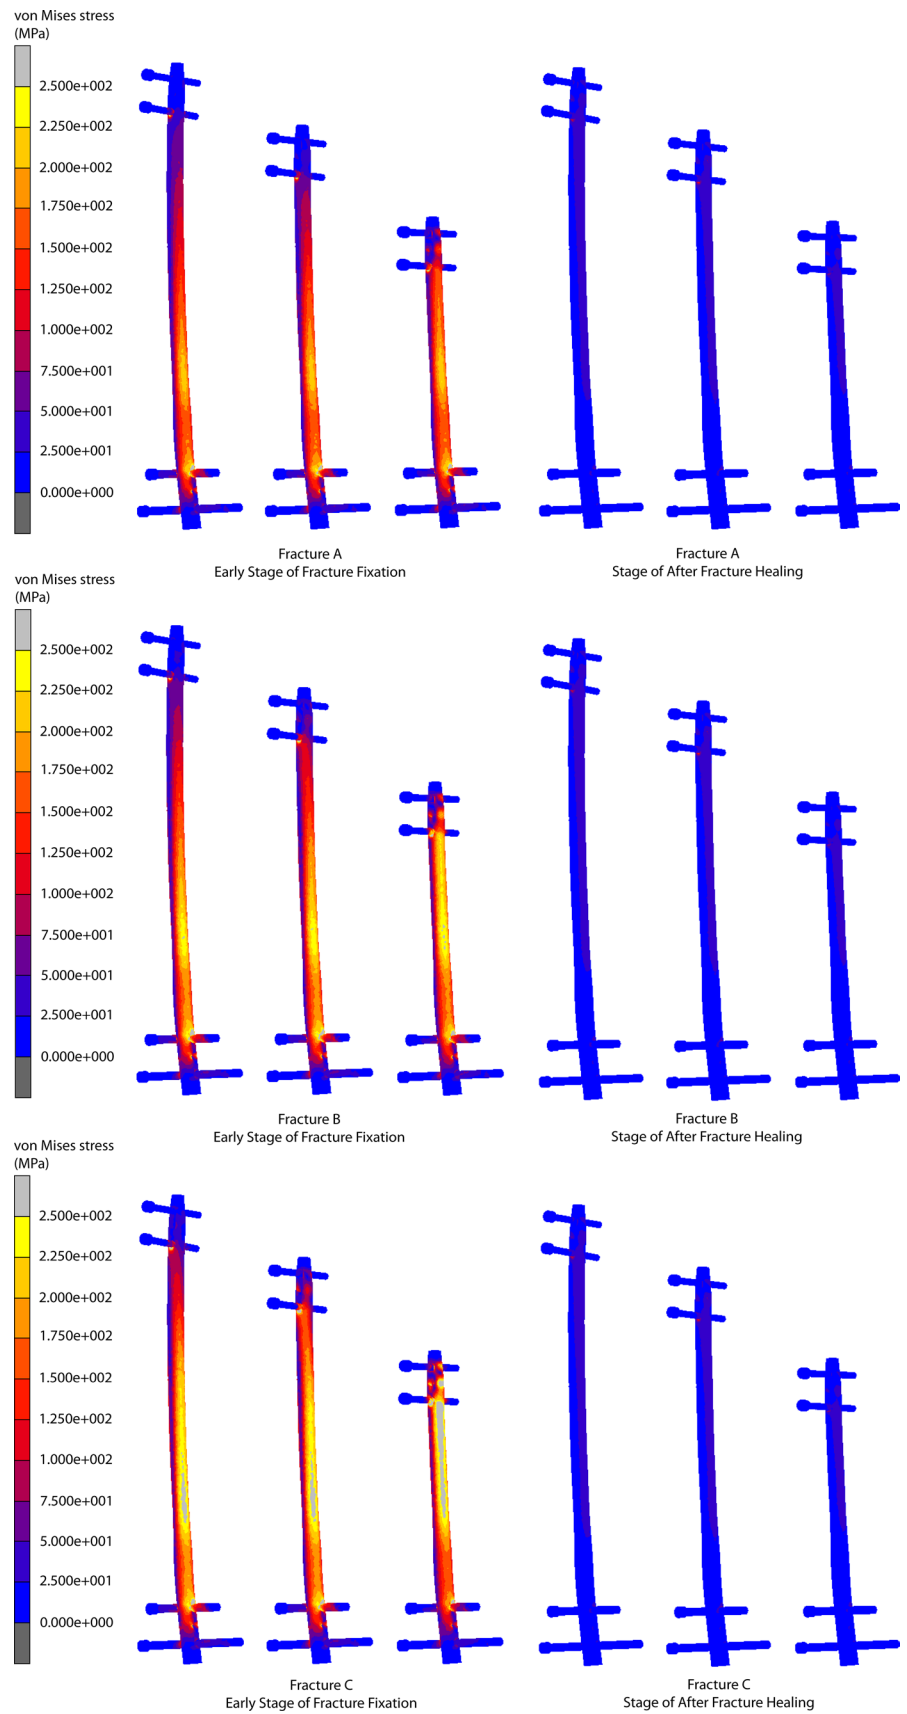 von Mises stress
(MPa)
2.500e+002
2.250e+002
2.000e+002
1.750e+002
1.500e+002
1.250e+002
1.000e+002
7.500e+001
5.000e+001
2.500e+001
0.000e+000
Fracture A
Early Stage of Fracture Fixation
Fracture A
Stage of After Fracture Healing
von Mises stress
(MPa)
2.500e+002
2.250e+002
2.000e+002
1.750e+002
1.500e+002
1.250e+002
1.000e+002
7.500e+001
5.000e+001
2.500e+001
0.000e+000
Fracture B
Early Stage of Fracture Fixation
Fracture B
Stage of After Fracture Healing
von Mises stress
(MPa)
2.500e+002
2.250e+002
2.000e+002
1.750e+002
1.500e+002
1.250e+002
1.000e+002
7.500e+001
5.000e+001
2.500e+001
0.000e+000
Fracture C
Early Stage of Fracture Fixation
Fracture C
Stage of After Fracture Healing